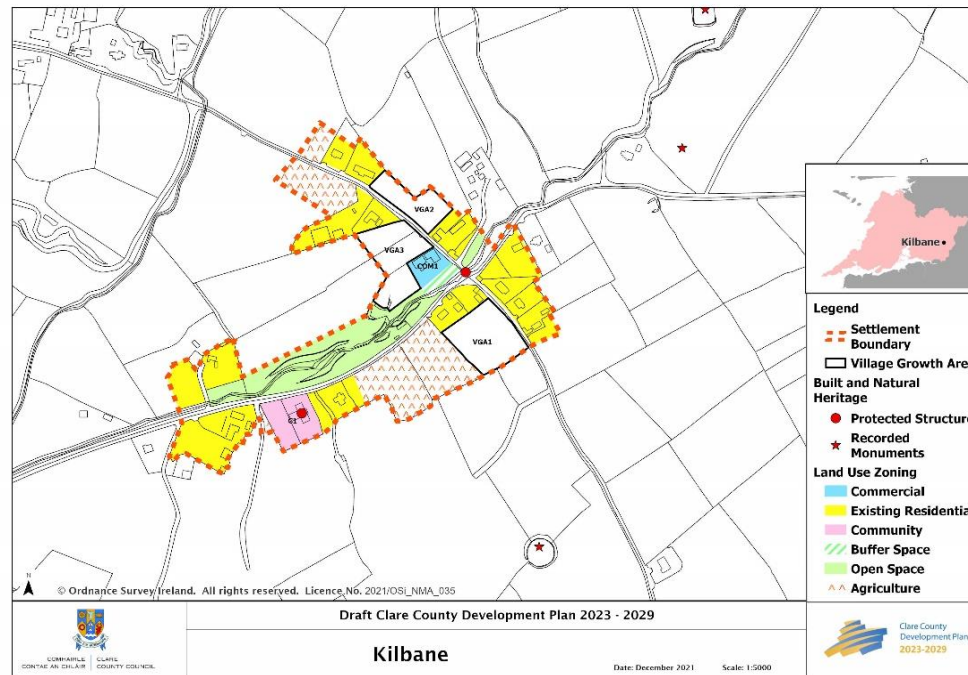 VGA2
VGA3
COM1
VGA1
Kilbane
Legend
Settlement
Boundary
Village Growth Area
Built and Natural
Heritage
Protected Structure
Recorded
Monuments
Land Use Zoning
Commercial
Existing Residentia
Community
Buffer Space
Open Space
Agriculture
N
© Ordnance Survey Ireland. All rights reserved. Licence No. 2021/OSi_NMA_035
COMHAIRLE CONTAE AN CHLÁIR
CLARE COUNTY COUNCIL
Draft Clare County Development Plan 2023 - 2029
Kilbane
Date: December 2021 Scale: 1:5000
Clare County
Development Plan
2023-2029